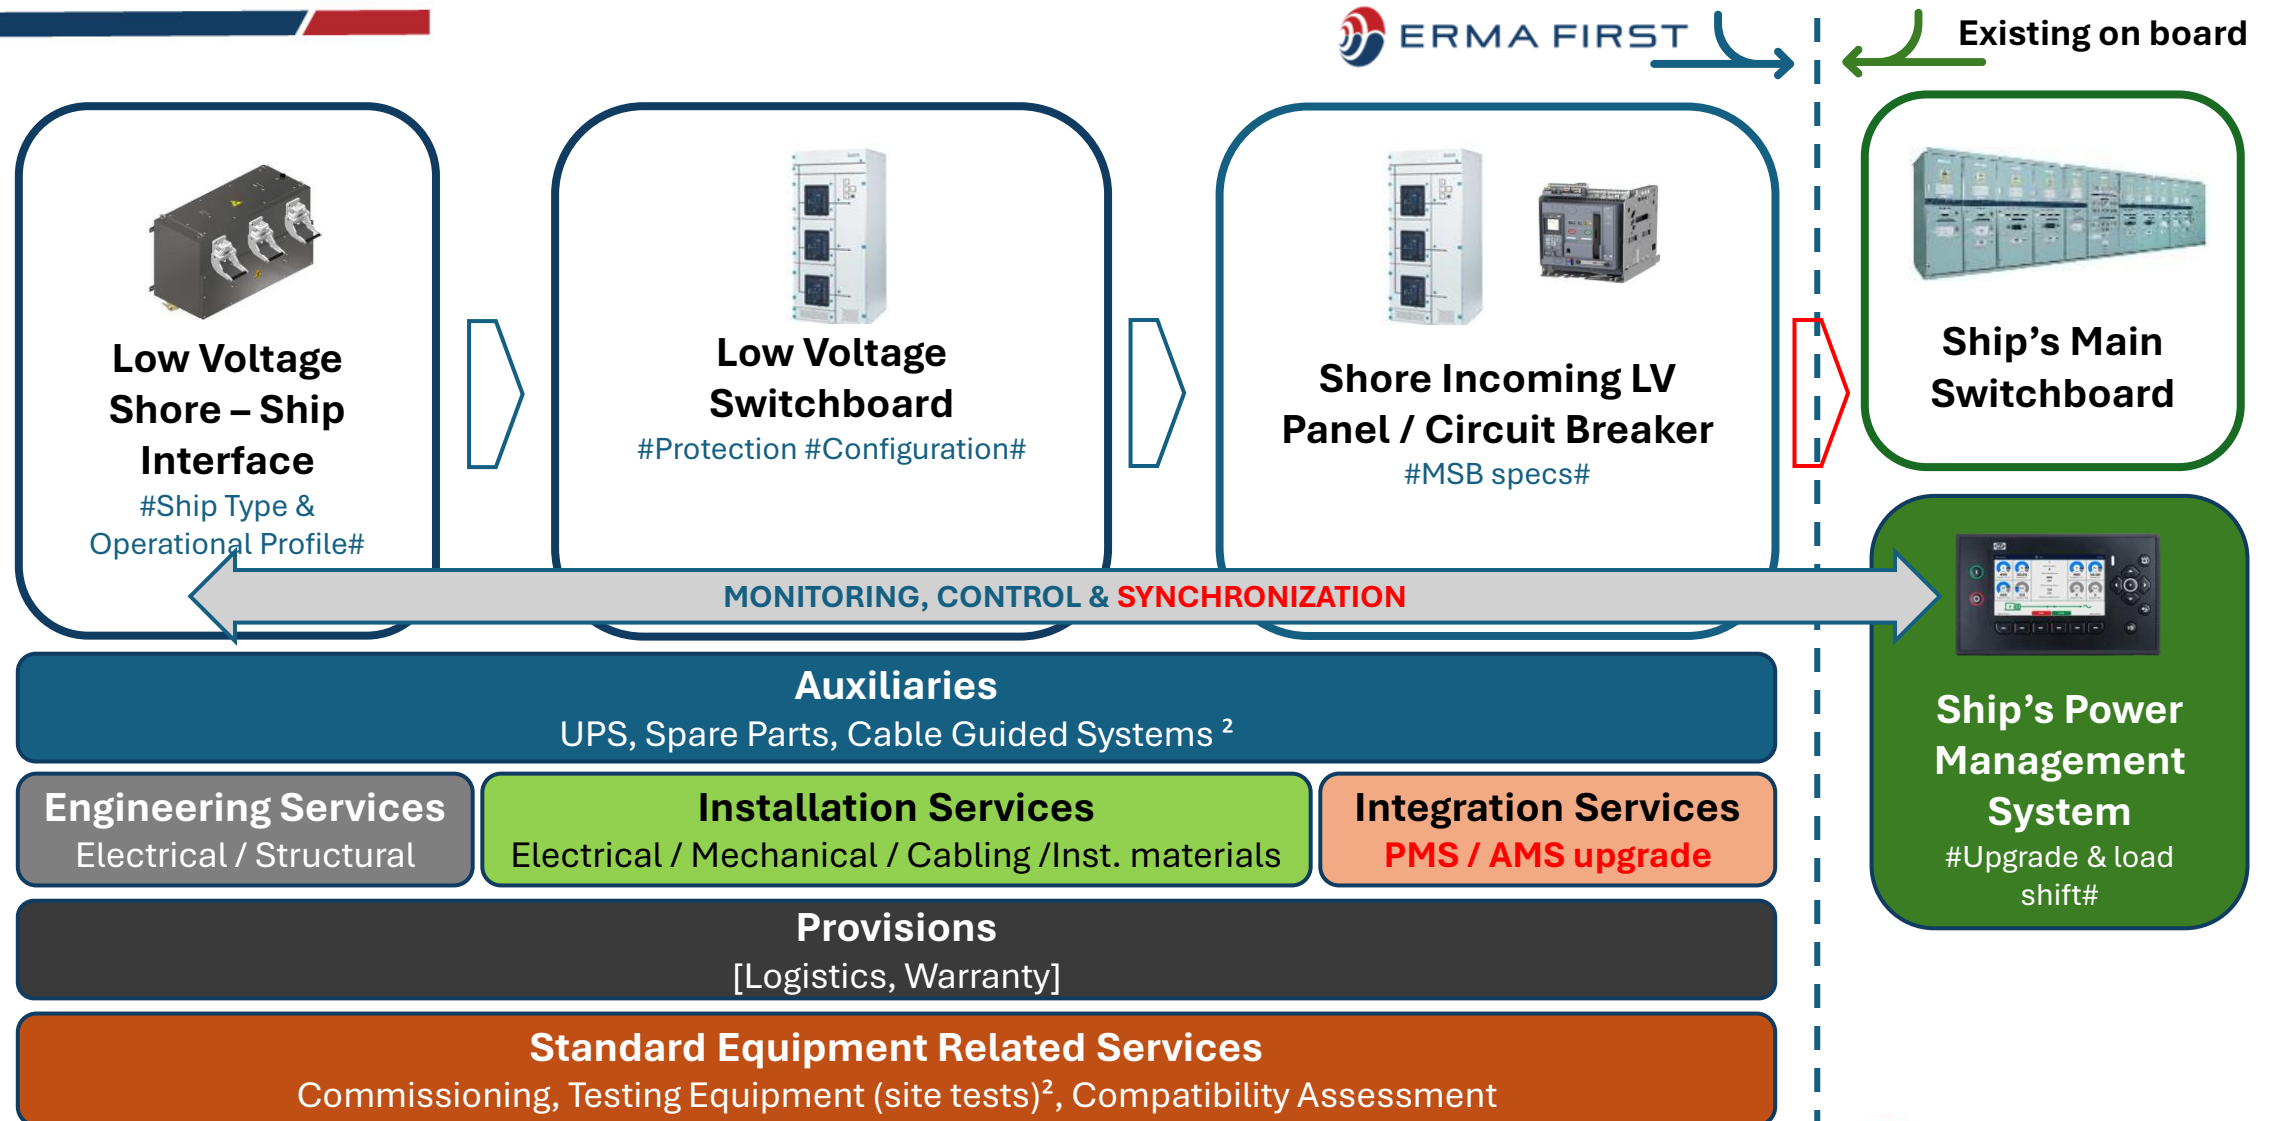 ERMA FIRST
Existing on board
Low Voltage
Shore – Ship
Interface
#Ship Type &
Operational Profile#
Low Voltage
Switchboard
#Protection #Configuration#
Shore Incoming LV
Panel / Circuit Breaker
#MSB specs#
Ship’s Main
Switchboard
MONITORING, CONTROL & SYNCHRONIZATION
Ship’s Power
Management
System
#Upgrade & load
shift#
Auxiliaries
UPS, Spare Parts, Cable Guided Systems ²
Engineering Services
Electrical / Structural
Installation Services
Electrical / Mechanical / Cabling /Inst. materials
Integration Services
PMS / AMS upgrade
Provisions
[Logistics, Warranty]
Standard Equipment Related Services
Commissioning, Testing Equipment (site tests)², Compatibility Assessment